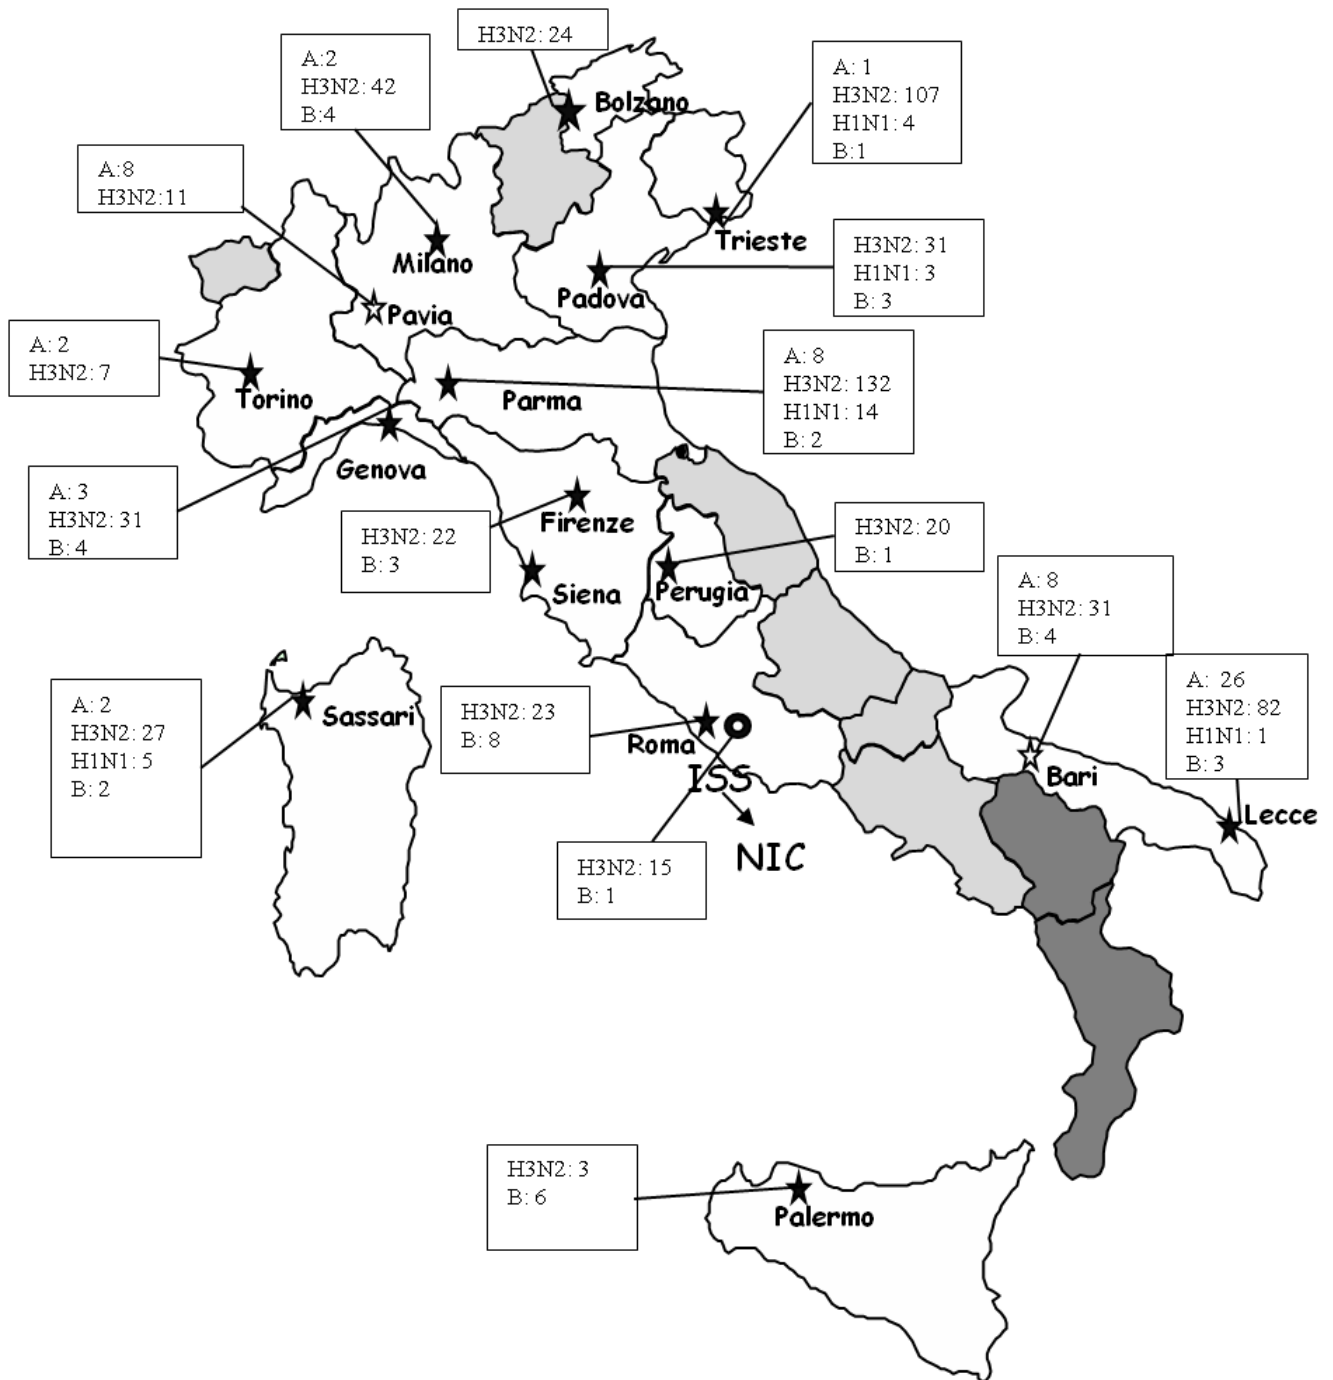 H3N2: 24
A:2
H3N2: 42
B:4
A: 1
H3N2: 107
H1N1: 4
B:1
Bolzano
A:8
H3N2:11
Trieste
Milano
H3N2: 31
H1N1: 3
B: 3
Padova
Pavia
A: 2
H3N2: 7
Torino
A: 8
H3N2: 132
H1N1: 14
B: 2
Parma
Genova
A: 3
H3N2: 31
B: 4
Firenze
H3N2: 22
B: 3
Siena
H3N2: 20
B: 1
Perugia
A: 8
H3N2: 31
B: 4
A: 26
H3N2: 82
H1N1: 1
B: 3
A: 2
H3N2: 27
H1N1: 5
B: 2
Sassari
H3N2: 23
B: 8
Roma
ISS
Bari
Lecce
NIC
H3N2: 15
B: 1
H3N2: 3
B: 6
Palermo